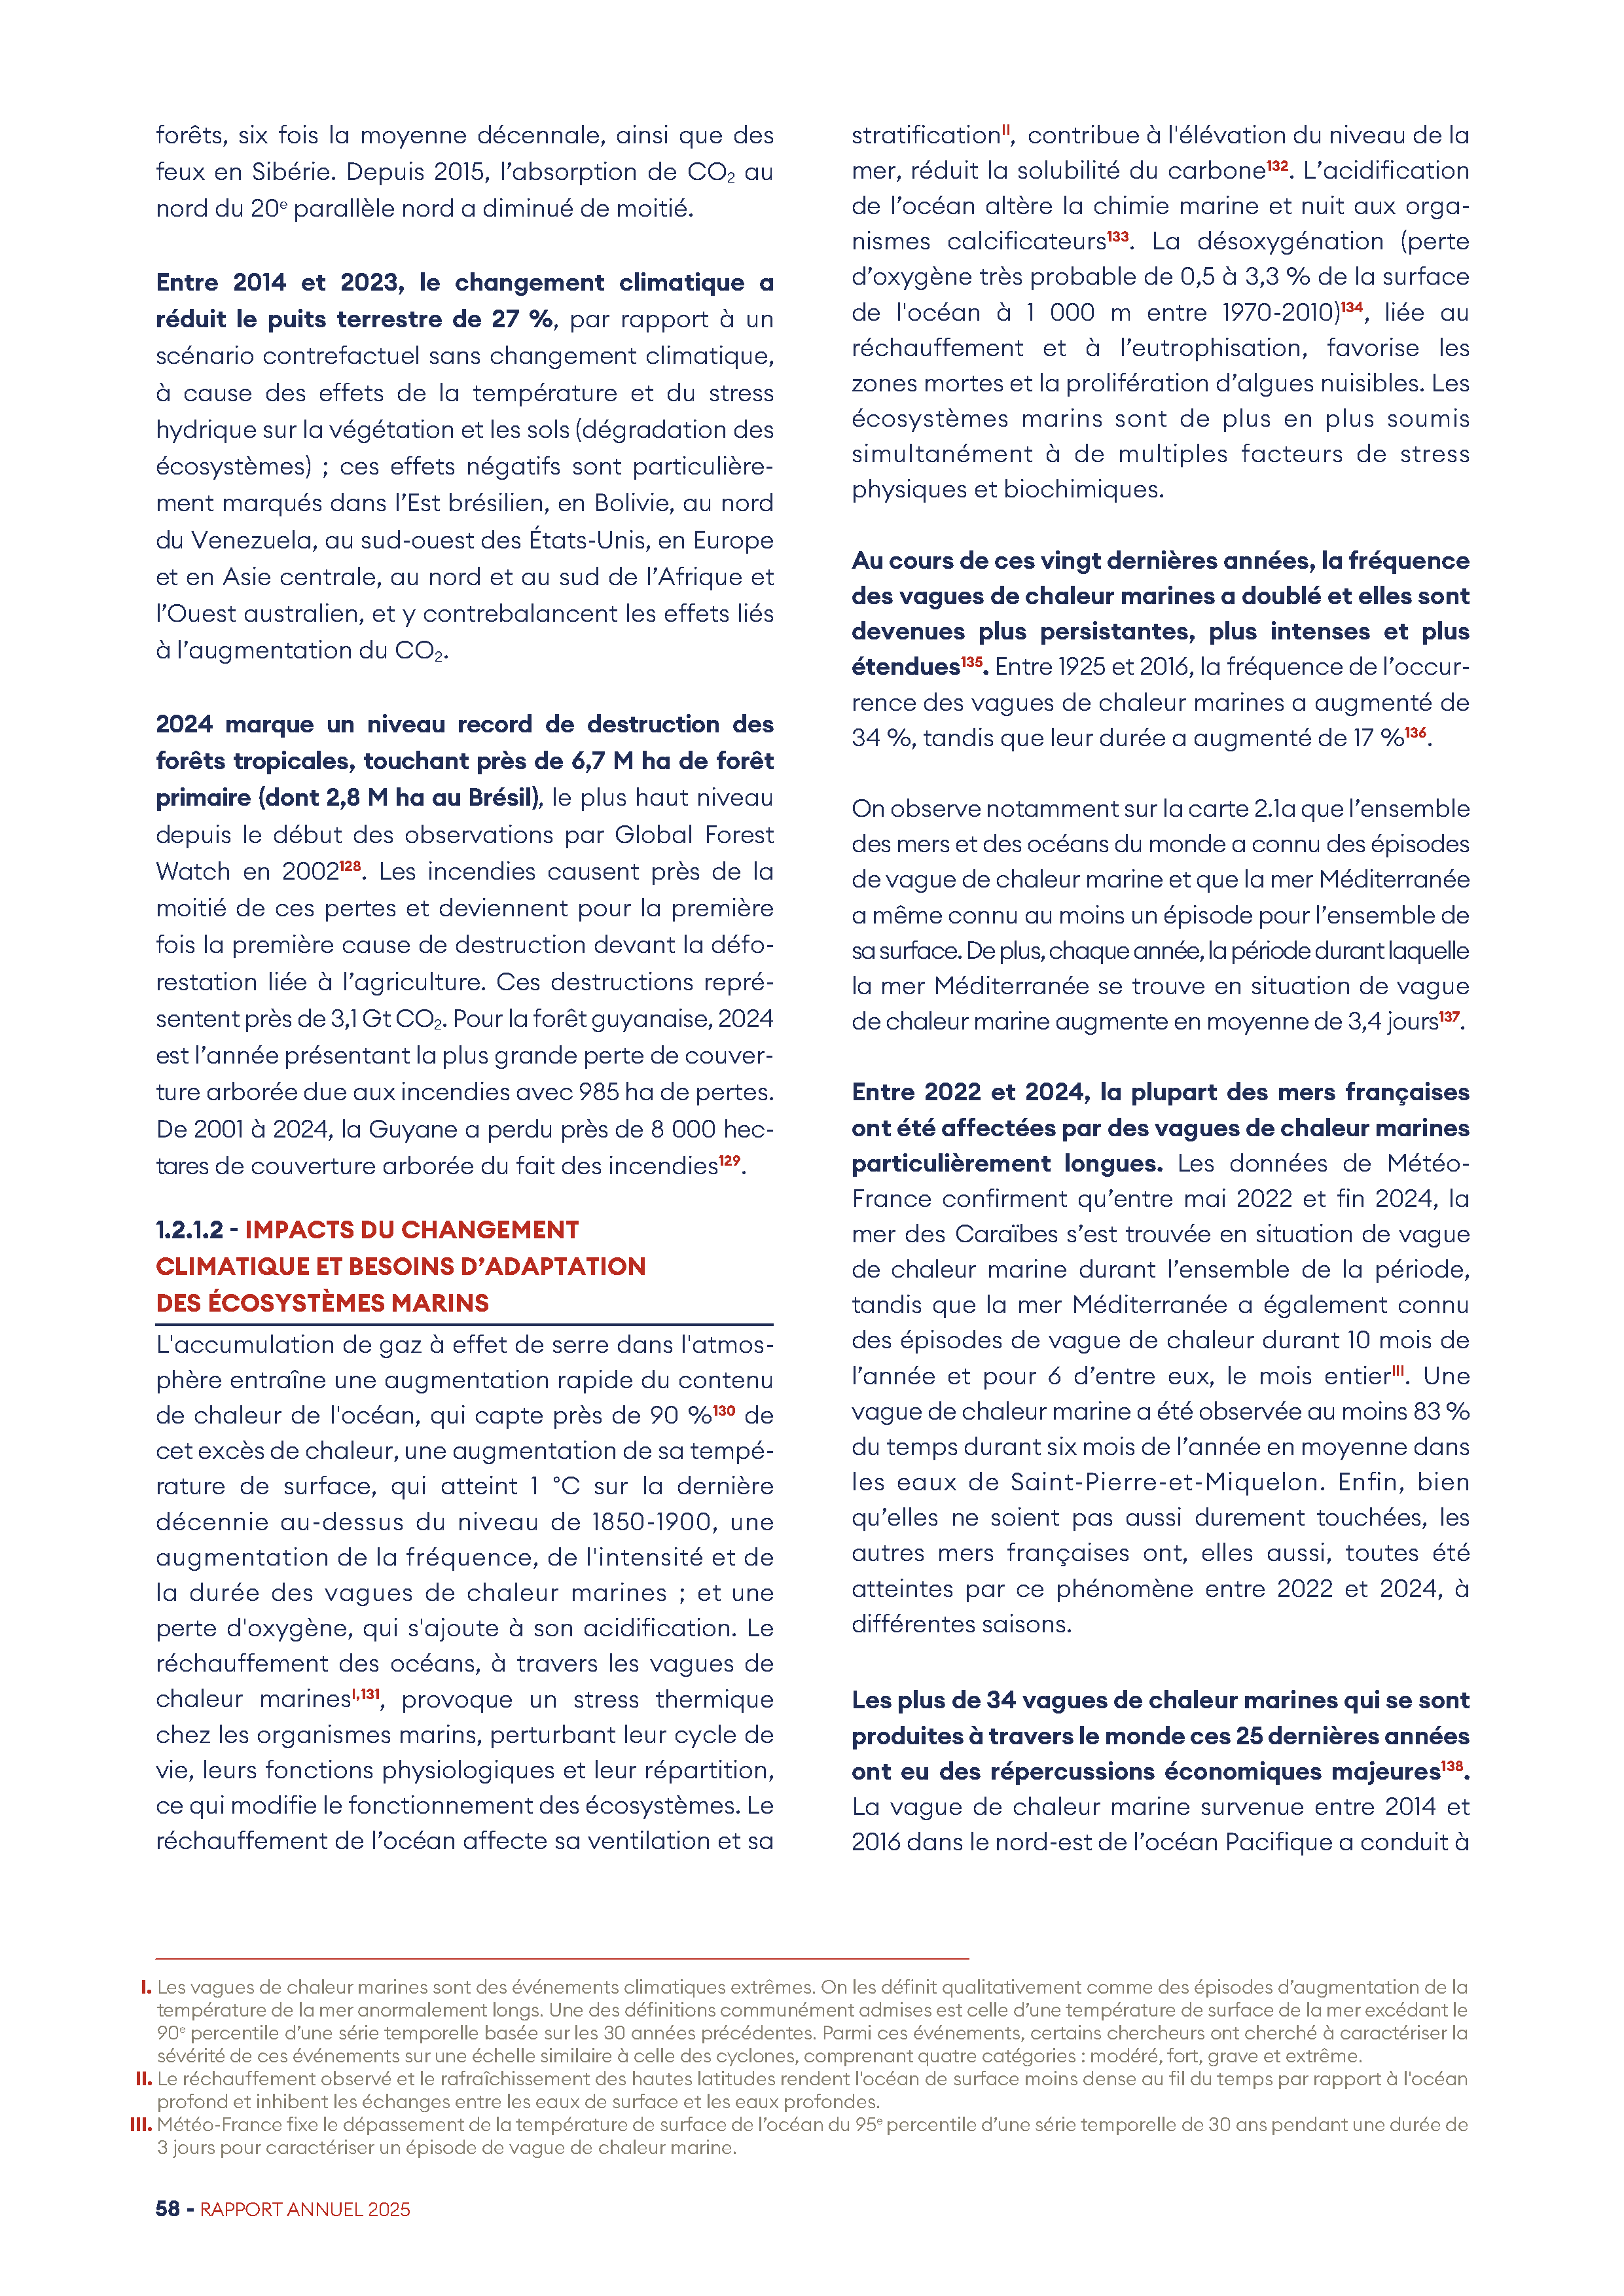 forêts, six fois la moyenne décennale, ainsi que des
feux en Sibérie. Depuis 2015, l’absorption de CO₂ au
nord du 20ᵉ parallèle nord a diminué de moitié.
Entre 2014 et 2023, le changement climatique a
réduit le puits terrestre de 27 %, par rapport à un
scénario contrefactuel sans changement climatique,
à cause des effets de la température et du stress
hydrique sur la végétation et les sols (dégradation des
écosystèmes) ; ces effets négatifs sont particulière-
ment marqués dans l’Est brésilien, en Bolivie, au nord
du Venezuela, au sud-ouest des États-Unis, en Europe
et en Asie centrale, au nord et au sud de l’Afrique et
l’Ouest australien, et y contrebalancent les effets liés
à l’augmentation du CO₂.
2024 marque un niveau record de destruction des
forêts tropicales, touchant près de 6,7 M ha de forêt
primaire (dont 2,8 M ha au Brésil), le plus haut niveau
depuis le début des observations par Global Forest
Watch en 2002¹²⁸. Les incendies causent près de la
moitié de ces pertes et deviennent pour la première
fois la première cause de destruction devant la défo-
restation liée à l’agriculture. Ces destructions repré-
sentent près de 3,1 Gt CO₂. Pour la forêt guyanaise, 2024
est l’année présentant la plus grande perte de couver-
ture arborée due aux incendies avec 985 ha de pertes.
De 2001 à 2024, la Guyane a perdu près de 8 000 hec-
tares de couverture arborée du fait des incendies¹²⁹.
1.2.1.2 - IMPACTS DU CHANGEMENT
CLIMATIQUE ET BESOINS D’ADAPTATION
DES ÉCOSYSTÈMES MARINS
L'accumulation de gaz à effet de serre dans l'atmos-
phère entraîne une augmentation rapide du contenu
de chaleur de l'océan, qui capte près de 90 %¹³⁰ de
cet excès de chaleur, une augmentation de sa tempé-
rature de surface, qui atteint 1 °C sur la dernière
décennie au-dessus du niveau de 1850-1900, une
augmentation de la fréquence, de l'intensité et de
la durée des vagues de chaleur marines ; et une
perte d'oxygène, qui s'ajoute à son acidification. Le
réchauffement des océans, à travers les vagues de
chaleur marinesᴵ,¹³¹, provoque un stress thermique
chez les organismes marins, perturbant leur cycle de
vie, leurs fonctions physiologiques et leur répartition,
ce qui modifie le fonctionnement des écosystèmes. Le
réchauffement de l’océan affecte sa ventilation et sa
stratificationᴵᴵ, contribue à l'élévation du niveau de la
mer, réduit la solubilité du carbone¹³². L’acidification
de l’océan altère la chimie marine et nuit aux orga-
nismes calcificateurs¹³³. La désoxygénation (perte
d’oxygène très probable de 0,5 à 3,3 % de la surface
de l'océan à 1 000 m entre 1970-2010)¹³⁴, liée au
réchauffement et à l’eutrophisation, favorise les
zones mortes et la prolifération d’algues nuisibles. Les
écosystèmes marins sont de plus en plus soumis
simultanément à de multiples facteurs de stress
physiques et biochimiques.
Au cours de ces vingt dernières années, la fréquence
des vagues de chaleur marines a doublé et elles sont
devenues plus persistantes, plus intenses et plus
étendues¹³⁵. Entre 1925 et 2016, la fréquence de l’occur-
rence des vagues de chaleur marines a augmenté de
34 %, tandis que leur durée a augmenté de 17 %¹³⁶.
On observe notamment sur la carte 2.1a que l’ensemble
des mers et des océans du monde a connu des épisodes
de vague de chaleur marine et que la mer Méditerranée
a même connu au moins un épisode pour l’ensemble de
sa surface. De plus, chaque année, la période durant laquelle
la mer Méditerranée se trouve en situation de vague
de chaleur marine augmente en moyenne de 3,4 jours¹³⁷.
Entre 2022 et 2024, la plupart des mers françaises
ont été affectées par des vagues de chaleur marines
particulièrement longues. Les données de Météo-
France confirment qu’entre mai 2022 et fin 2024, la
mer des Caraïbes s’est trouvée en situation de vague
de chaleur marine durant l’ensemble de la période,
tandis que la mer Méditerranée a également connu
des épisodes de vague de chaleur durant 10 mois de
l’année et pour 6 d’entre eux, le mois entierᴵᴵᴵ. Une
vague de chaleur marine a été observée au moins 83 %
du temps durant six mois de l’année en moyenne dans
les eaux de Saint-Pierre-et-Miquelon. Enfin, bien
qu’elles ne soient pas aussi durement touchées, les
autres mers françaises ont, elles aussi, toutes été
atteintes par ce phénomène entre 2022 et 2024, à
différentes saisons.
Les plus de 34 vagues de chaleur marines qui se sont
produites à travers le monde ces 25 dernières années
ont eu des répercussions économiques majeures¹³⁸.
La vague de chaleur marine survenue entre 2014 et
2016 dans le nord-est de l’océan Pacifique a conduit à
I. Les vagues de chaleur marines sont des événements climatiques extrêmes. On les définit qualitativement comme des épisodes d’augmentation de la
température de la mer anormalement longs. Une des définitions communément admises est celle d’une température de surface de la mer excédant le
90ᵉ percentile d’une série temporelle basée sur les 30 années précédentes. Parmi ces événements, certains chercheurs ont cherché à caractériser la
sévérité de ces événements sur une échelle similaire à celle des cyclones, comprenant quatre catégories : modéré, fort, grave et extrême.
II. Le réchauffement observé et le rafraîchissement des hautes latitudes rendent l'océan de surface moins dense au fil du temps par rapport à l'océan
profond et inhibent les échanges entre les eaux de surface et les eaux profondes.
III. Météo-France fixe le dépassement de la température de surface de l’océan du 95ᵉ percentile d’une série temporelle de 30 ans pendant une durée de
3 jours pour caractériser un épisode de vague de chaleur marine.
58 - RAPPORT ANNUEL 2025